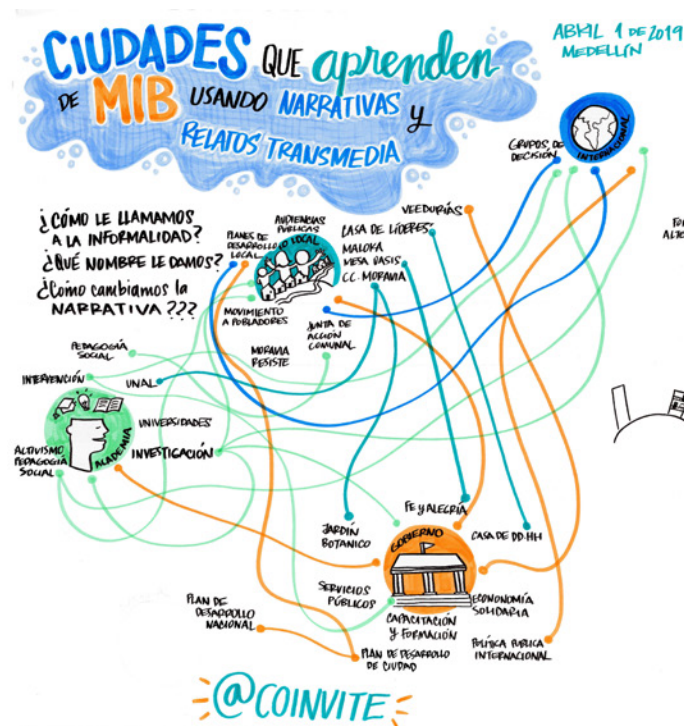 CIUDADES QUE aprenden
DE MIB USANDO NARRATIVAS y
RELATOS TRANSMEDIA
ABRIL 1 DE 2019
MEDELLÍN
GRUPOS DE
DECISIÓN
INTERNACIONAL
¿CÓMO LE LLAMAMOS
A LA INFORMALIDAD?
¿QUÉ NOMBRE LE DAMOS?
¿Cómo cambiamos la
NARRATIVA???
PLANES DE
DESARROLLO
LOCAL
AUDIENCIAS
PÚBLICAS
LO LOCAL
CASA DE LÍDERES
MALOKA
MESA OASIS
CC. MORAVIA
VEEDURÍAS
MOVIMIENTO
A POBLADORES
MORAVIA
RESISTE
JUNTA DE
ACCIÓN
COMUNAL
PEDAGOGÍA
SOCIAL
INTERVENCIÓN
UNAL
UNIVERSIDADES
INVESTIGACIÓN
ACADEMIA
ACTIVISMO
PEDAGOGIA
SOCIAL
JARDÍN
BOTANICO
FE Y ALEGRÍA
CASA DE DD.HH
GOBIERNO
SERVICIOS
PÚBLICOS
CAPACITACIÓN
Y FORMACIÓN
ECONOMÍA
SOLIDARIA
PLAN DE
DESARROLLO
NACIONAL
PLAN DE DESARROLLO
DE CIUDAD
POLÍTICA PUBLICA
INTERNACIONAL
@COINVITE